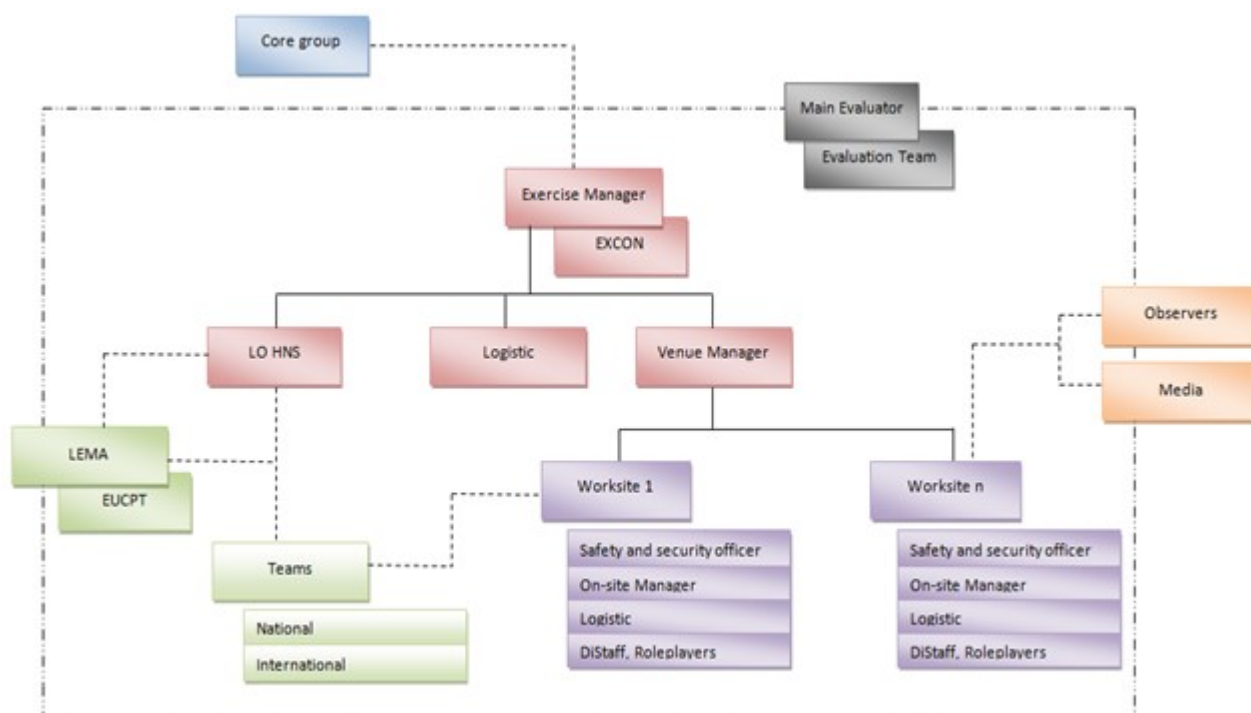 Core group
Main Evaluator
Evaluation Team
Exercise Manager
EXCON
LO HNS
Logistic
Venue Manager
Observers
Media
LEMA
EUCPT
Worksite 1
Worksite n
Teams
National
International
Safety and security officer
On-site Manager
Logistic
DiStaff, Roleplayers
Safety and security officer
On-site Manager
Logistic
DiStaff, Roleplayers